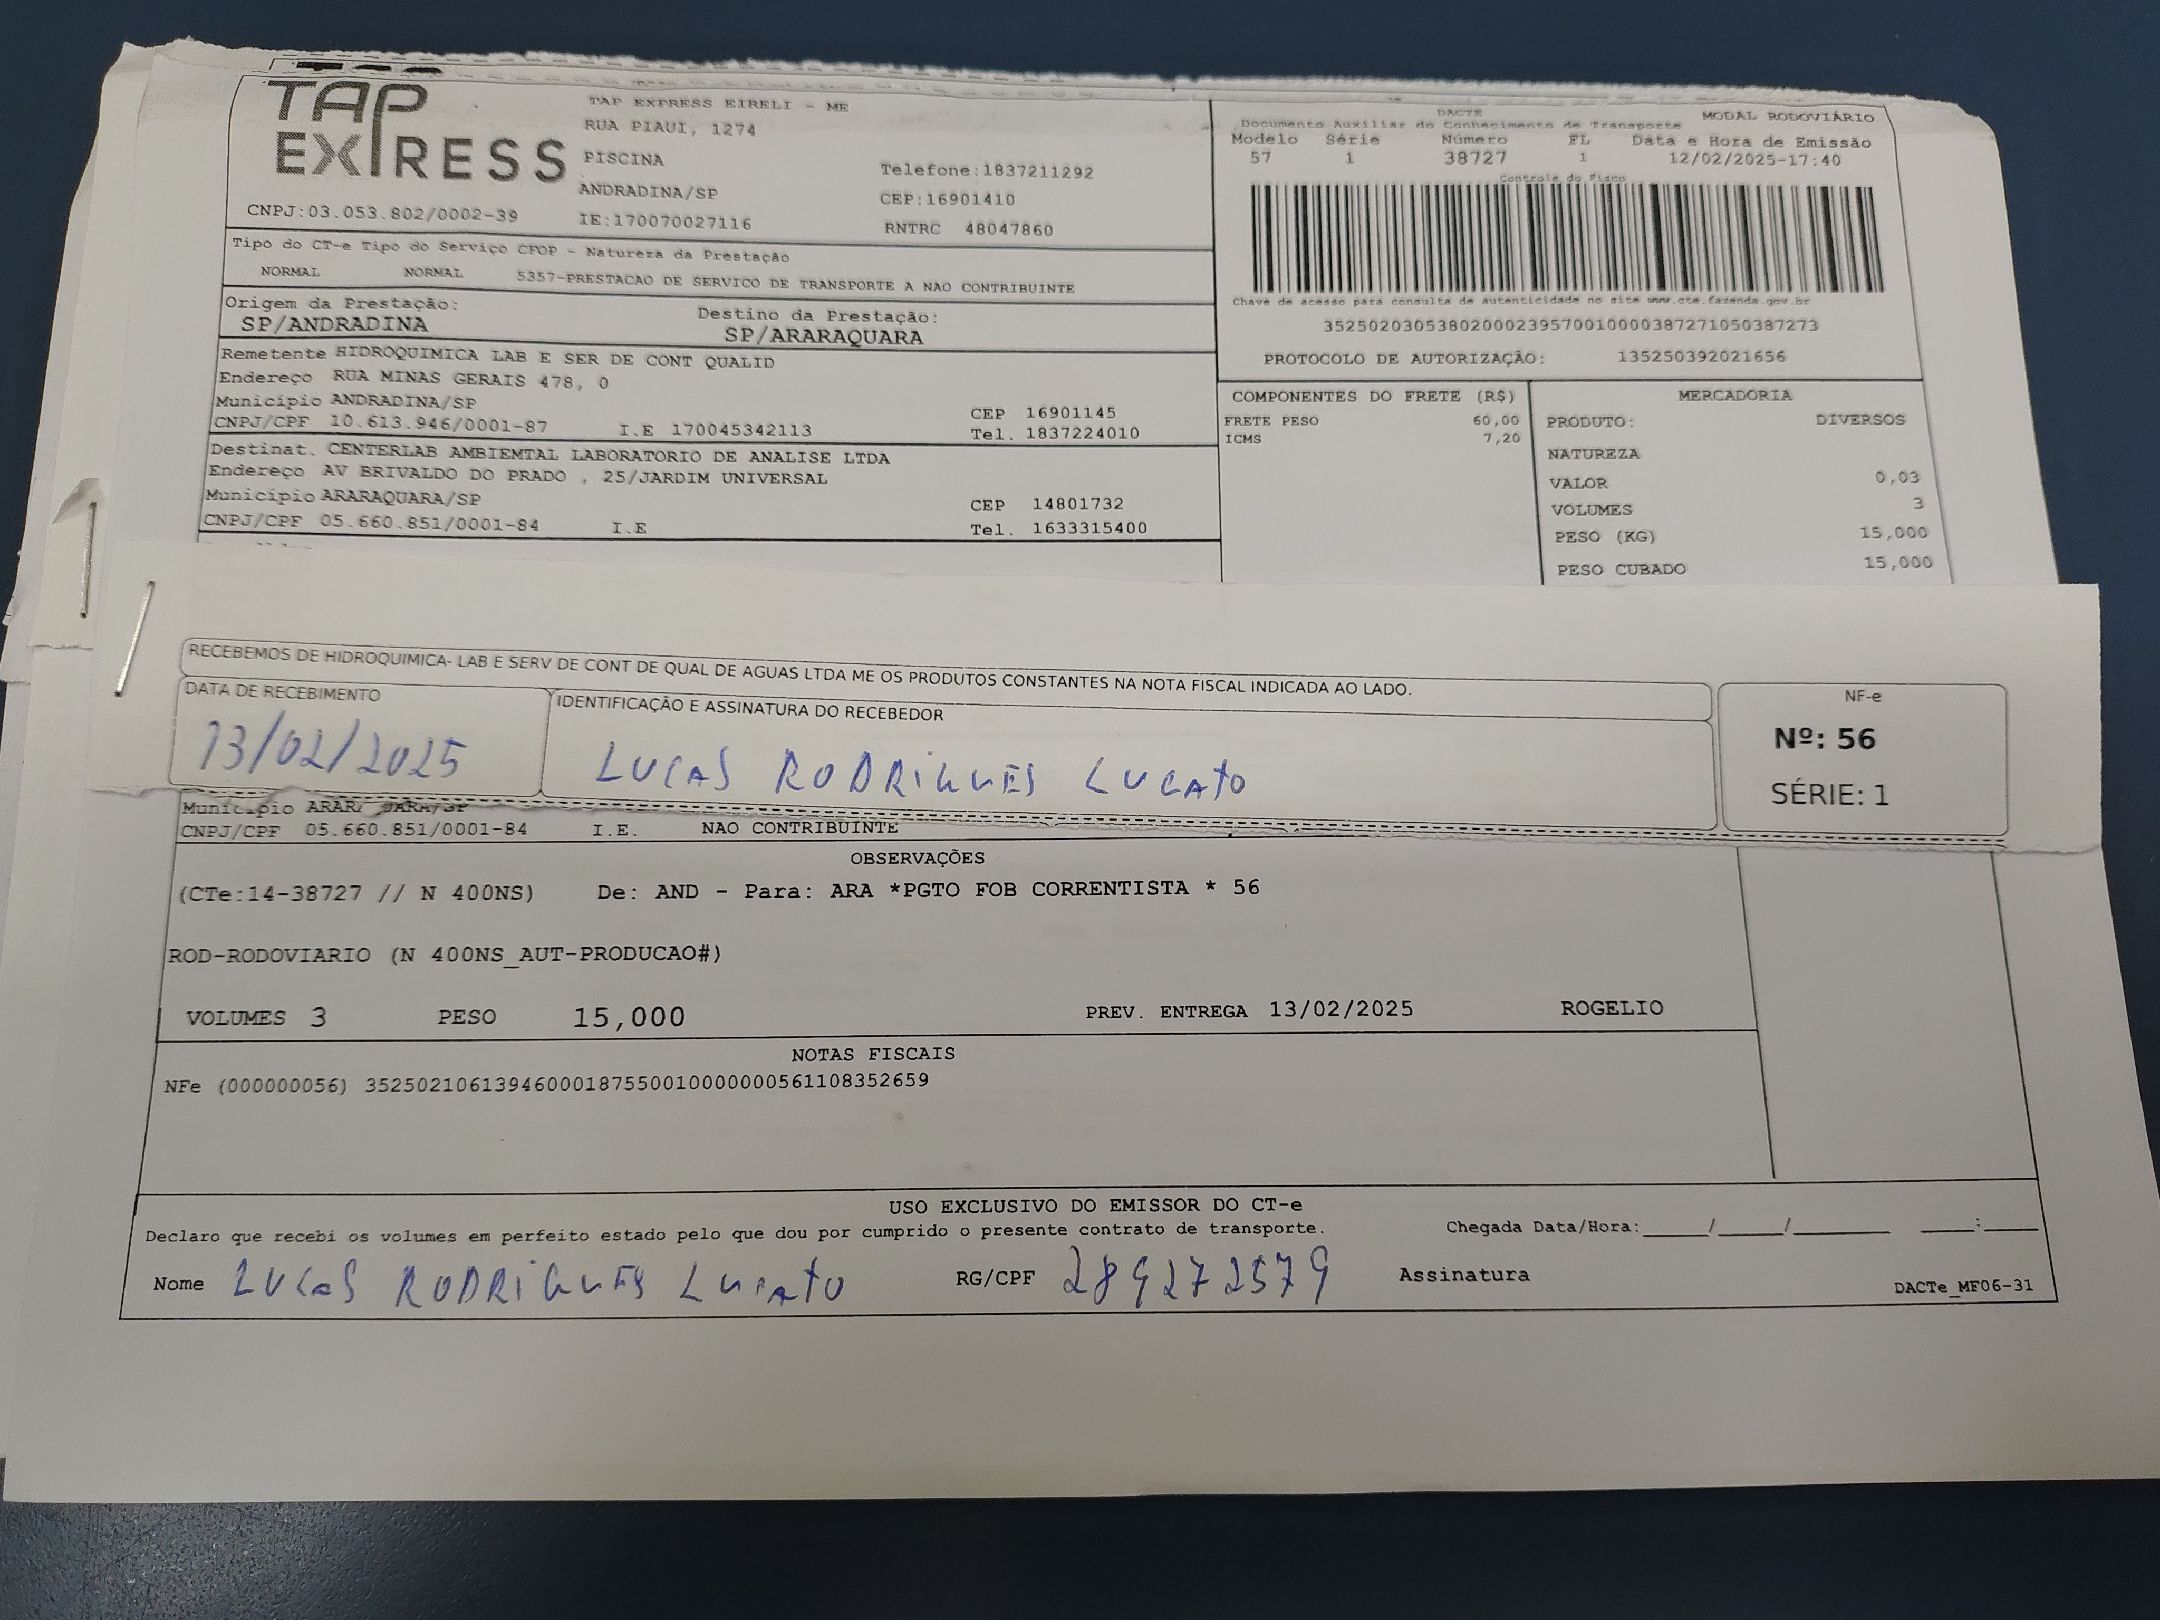 TAP EXPRESS
TAP EXPRESS EIRELI - ME
RUA PIAUI, 1274
PISCINA
ANDRADINA/SP
Telefone:1837211292
CEP:16901410
CNPJ:03.053.802/0002-39 IE:170070027116 RNTRC 48047860
DACTE MODAL RODOVIÁRIO
Documento Auxiliar do Conhecimento de Transporte
Modelo Série Número FL Data e Hora de Emissão
57 1 38727 1 12/02/2025-17:40
Controle do Fisco
Chave de acesso para consulta de autenticidade no site www.cte.fazenda.gov.br
35250203053802000239570010000387271050387273
PROTOCOLO DE AUTORIZAÇÃO: 135250392021656
Tipo do CT-e Tipo do Serviço CFOP - Natureza da Prestação
NORMAL NORMAL 5357-PRESTACAO DE SERVICO DE TRANSPORTE A NAO CONTRIBUINTE
Origem da Prestação: Destino da Prestação:
SP/ANDRADINA SP/ARARAQUARA
Remetente HIDROQUIMICA LAB E SER DE CONT QUALID
Endereço RUA MINAS GERAIS 478, 0
Município ANDRADINA/SP CEP 16901145
CNPJ/CPF 10.613.946/0001-87 I.E 170045342113 Tel. 1837224010
Destinat. CENTERLAB AMBIEMTAL LABORATORIO DE ANALISE LTDA
Endereço AV BRIVALDO DO PRADO , 25/JARDIM UNIVERSAL
Município ARARAQUARA/SP CEP 14801732
CNPJ/CPF 05.660.851/0001-84 I.E Tel. 1633315400
COMPONENTES DO FRETE (R$)
FRETE PESO 60,00
ICMS 7,20
MERCADORIA
PRODUTO: DIVERSOS
NATUREZA
VALOR 0,03
VOLUMES 3
PESO (KG) 15,000
PESO CUBADO 15,000
RECEBEMOS DE HIDROQUIMICA- LAB E SERV DE CONT DE QUAL DE AGUAS LTDA ME OS PRODUTOS CONSTANTES NA NOTA FISCAL INDICADA AO LADO.
DATA DE RECEBIMENTO IDENTIFICAÇÃO E ASSINATURA DO RECEBEDOR
13/02/2025 LUCAS RODRIGUES LUCATO
NF-e
Nº: 56
SÉRIE: 1
Município
CNPJ/CPF 05.660.851/0001-84 I.E. NAO CONTRIBUINTE
OBSERVAÇÕES
(CTe:14-38727 // N 400NS) De: AND - Para: ARA *PGTO FOB CORRENTISTA * 56
ROD-RODOVIARIO (N 400NS_AUT-PRODUCAO#)
VOLUMES 3 PESO 15,000 PREV. ENTREGA 13/02/2025 ROGELIO
NOTAS FISCAIS
NFe (000000056) 35250210613946000187550010000000561108352659
USO EXCLUSIVO DO EMISSOR DO CT-e
Declaro que recebi os volumes em perfeito estado pelo que dou por cumprido o presente contrato de transporte. Chegada Data/Hora:_____/_____/________ ____:____
Nome LUCAS RODRIGUES LUCATO RG/CPF 289272579 Assinatura
DACTe_MF06-31